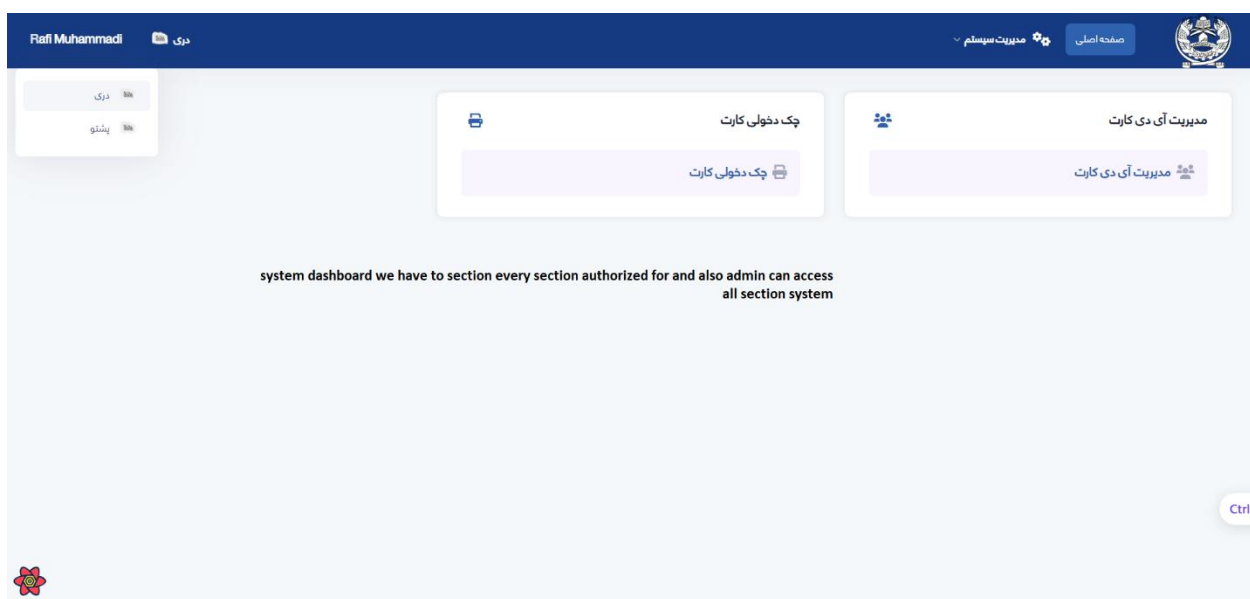 صفحه اصلی
مدیریت سیستم
دری
Rafi Muhammadi
دری
پشتو
مدیریت آی دی کارت
مدیریت آی دی کارت
چک دخولی کارت
چک دخولی کارت
system dashboard we have to section every section authorized for and also admin can access
all section system
Ctrl